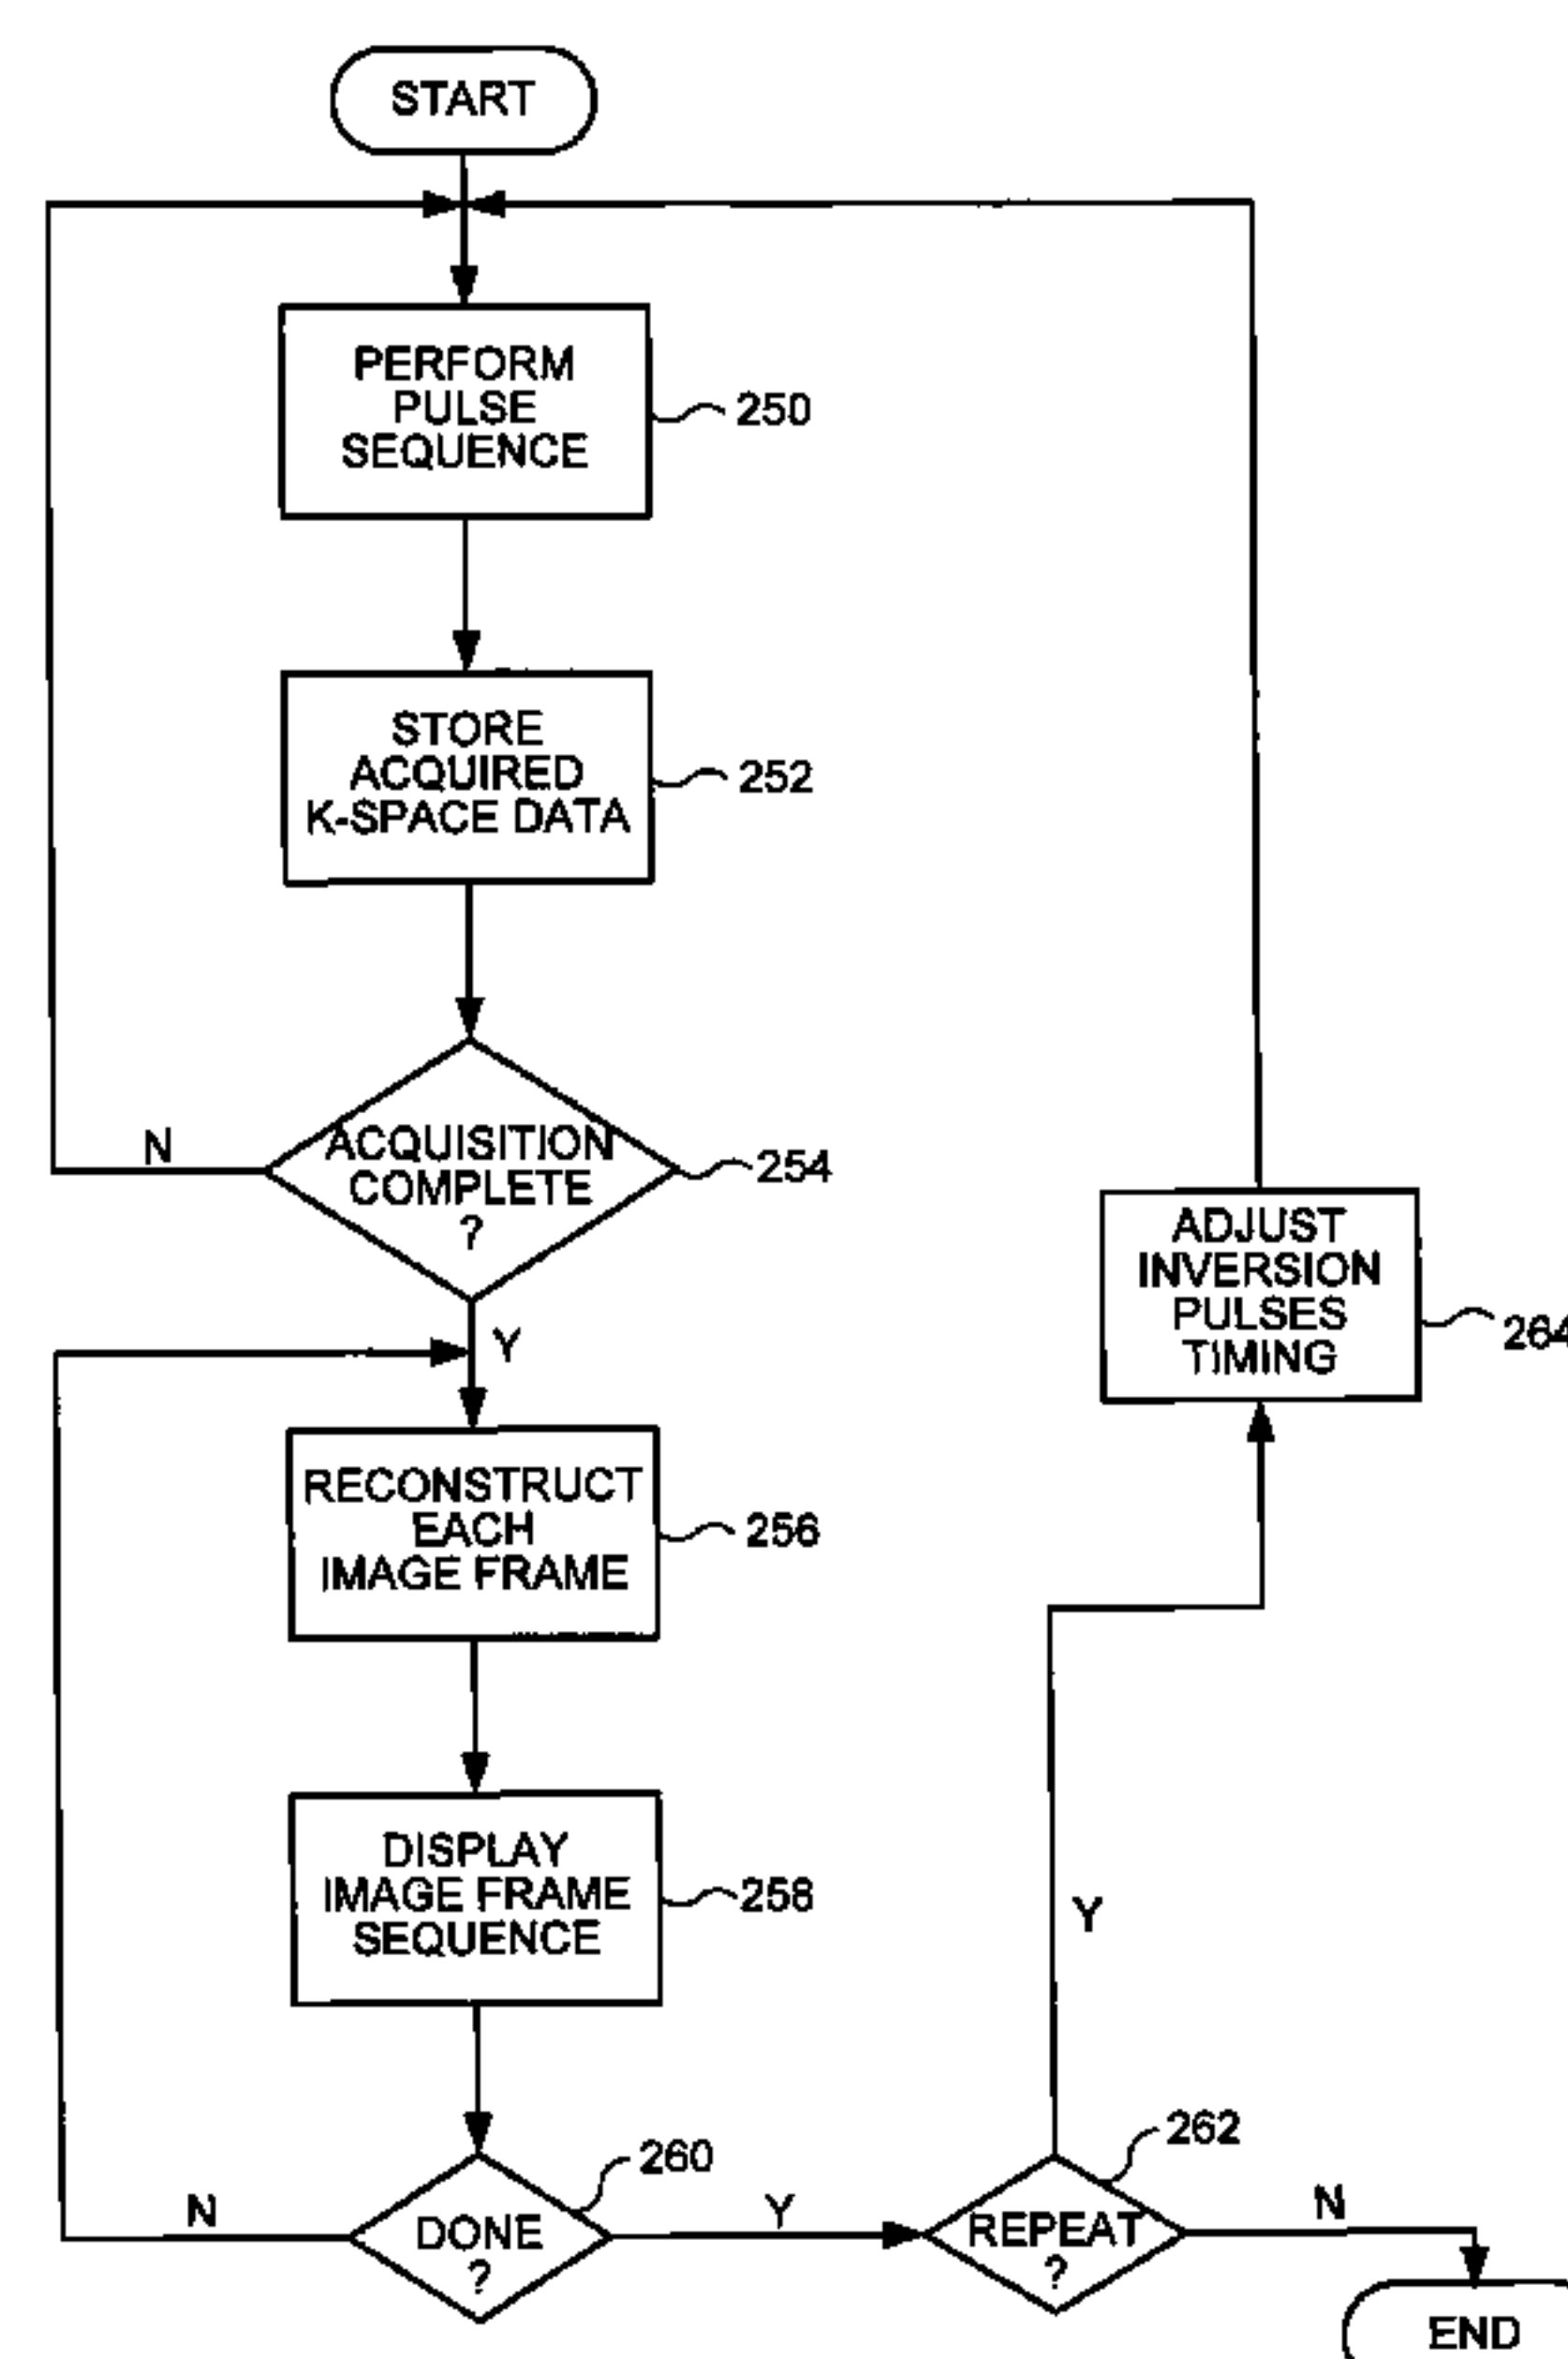 START
PERFORM
PULSE
SEQUENCE
250
STORE
ACQUIRED
K-SPACE DATA
252
N
ACQUISITION
COMPLETE
?
254
Y
ADJUST
INVERSION
PULSES
TIMING
264
RECONSTRUCT
EACH
IMAGE FRAME
256
DISPLAY
IMAGE FRAME
SEQUENCE
258
Y
N
DONE
?
260
Y
REPEAT
?
262
N
END